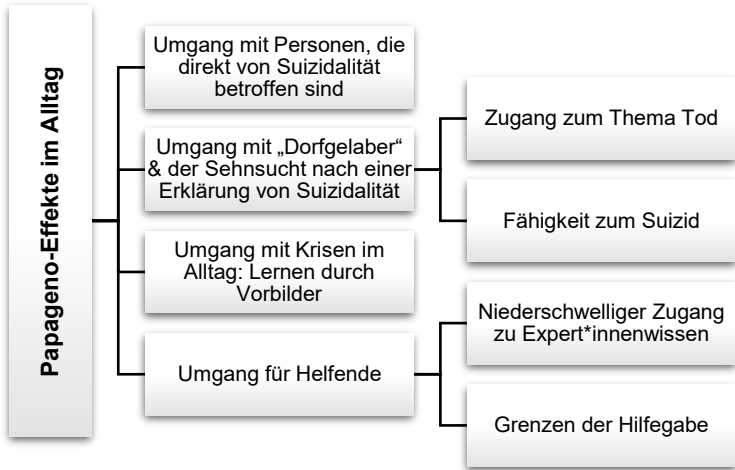 Papageno-Effekte im Alltag
Umgang mit Personen, die
direkt von Suizidalität
betroffen sind
Umgang mit „Dorfgelaber“
& der Sehnsucht nach einer
Erklärung von Suizidalität
Zugang zum Thema Tod
Fähigkeit zum Suizid
Umgang mit Krisen im
Alltag: Lernen durch
Vorbilder
Umgang für Helfende
Niederschwelliger Zugang
zu Expert*innenwissen
Grenzen der Hilfegabe